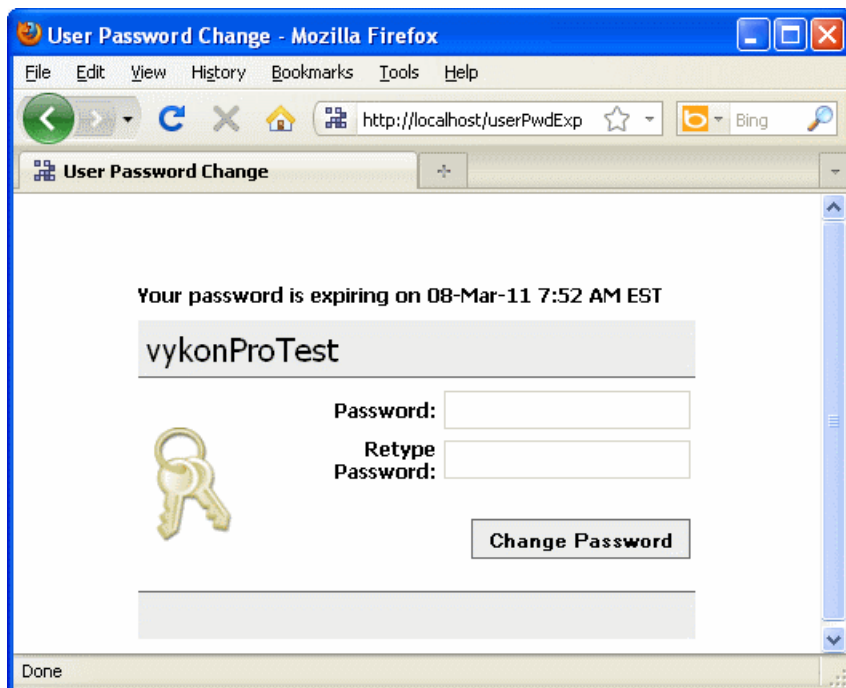 User Password Change - Mozilla Firefox
File Edit View History Bookmarks Tools Help
http://localhost/userPwdExp Bing
User Password Change
Your password is expiring on 08-Mar-11 7:52 AM EST
vykonProTest
Password:
Retype
Password:
Change Password
Done